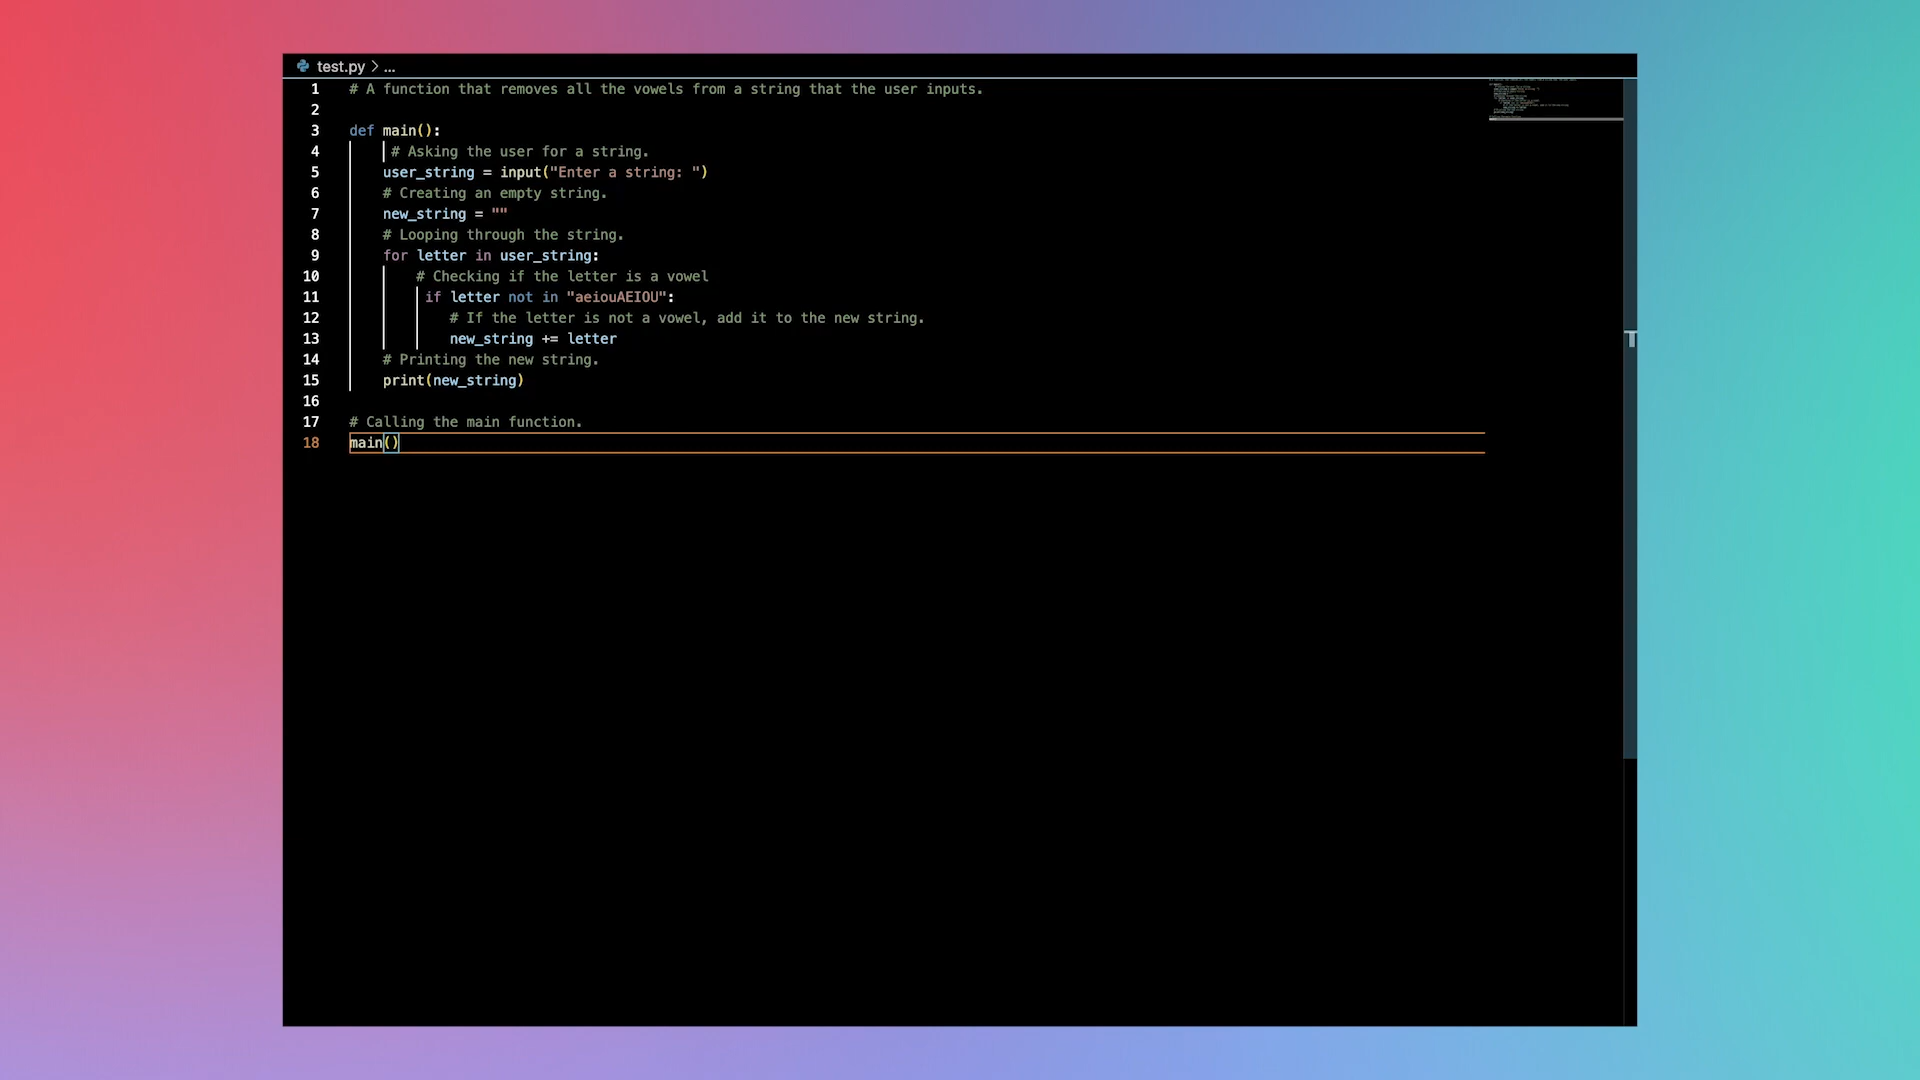 test.py > ...
1 # A function that removes all the vowels from a string that the user inputs.
2
3 def main():
4 # Asking the user for a string.
5 user_string = input("Enter a string: ")
6 # Creating an empty string.
7 new_string = ""
8 # Looping through the string.
9 for letter in user_string:
10 # Checking if the letter is a vowel
11 if letter not in "aeiouAEIOU":
12 # If the letter is not a vowel, add it to the new string.
13 new_string += letter
14 # Printing the new string.
15 print(new_string)
16
17 # Calling the main function.
18 main()